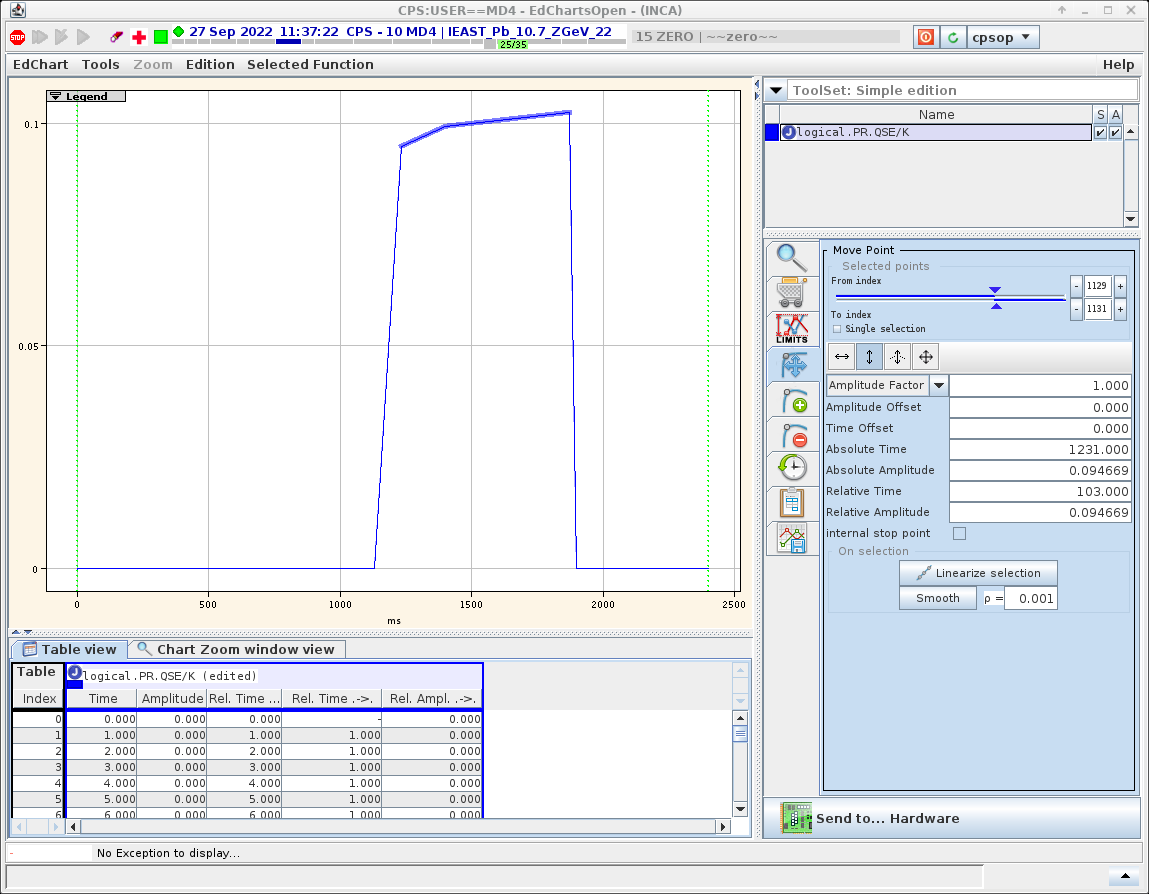 CPS:USER==MD4 - EdChartsOpen - (INCA)
STOP 27 Sep 2022 11:37:22 CPS - 10 MD4 | IEAST_Pb_10.7_ZGeV_22 25/35 15 ZERO | ~~zero~~ cpsop
EdChart Tools Zoom Edition Selected Function Help
Legend
0.1
0.05
0
0 500 1000 1500 2000 2500
ms
ToolSet: Simple edition
Name S A
J logical.PR.QSE/K
LIMITS
Move Point
Selected points
From index
- 1129 +
- 1131 +
To index
Single selection
Amplitude Factor 1.000
Amplitude Offset 0.000
Time Offset 0.000
Absolute Time 1231.000
Absolute Amplitude 0.094669
Relative Time 103.000
Relative Amplitude 0.094669
internal stop point
On selection
Linearize selection
Smooth ρ = 0.001
Table view Chart Zoom window view
Table J logical.PR.QSE/K (edited)
Index Time Amplitude Rel. Time ... Rel. Time .->. Rel. Ampl. .->.
0 0.000 0.000 0.000 - 0.000
1 1.000 0.000 1.000 1.000 0.000
2 2.000 0.000 2.000 1.000 0.000
3 3.000 0.000 3.000 1.000 0.000
4 4.000 0.000 4.000 1.000 0.000
5 5.000 0.000 5.000 1.000 0.000
6 6.000 0.000 6.000 1.000 0.000
Send to... Hardware
- No Exception to display...